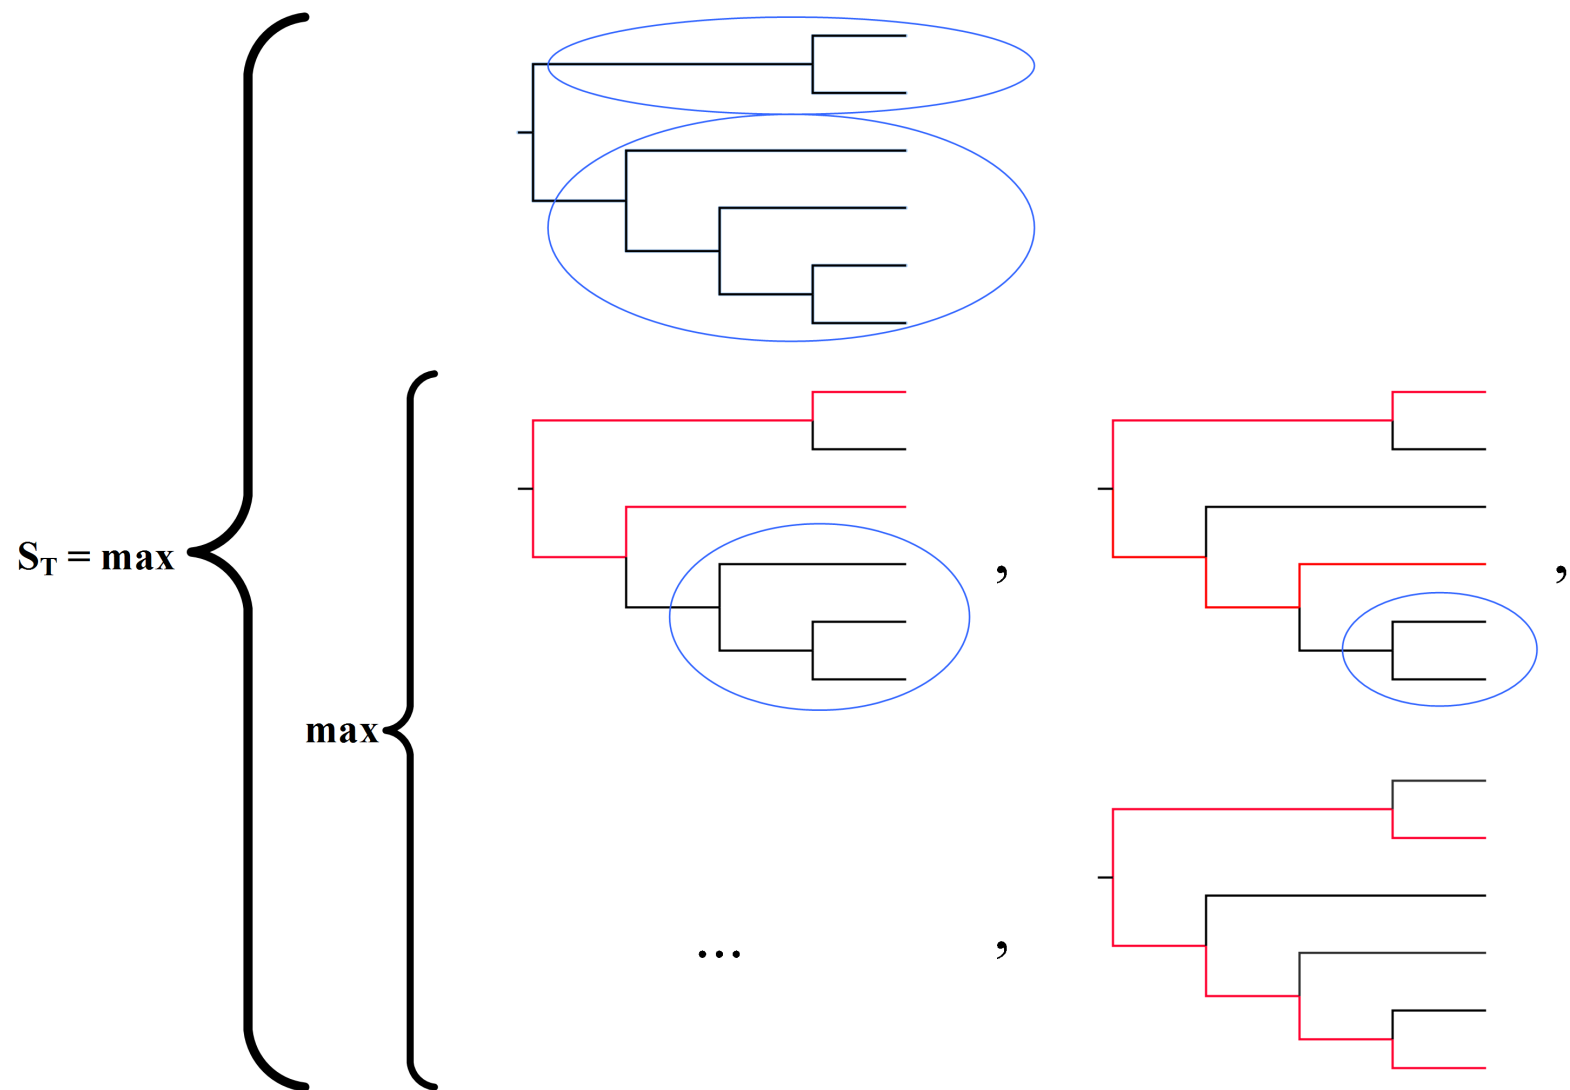 S_T = max
,
,
max
... ,